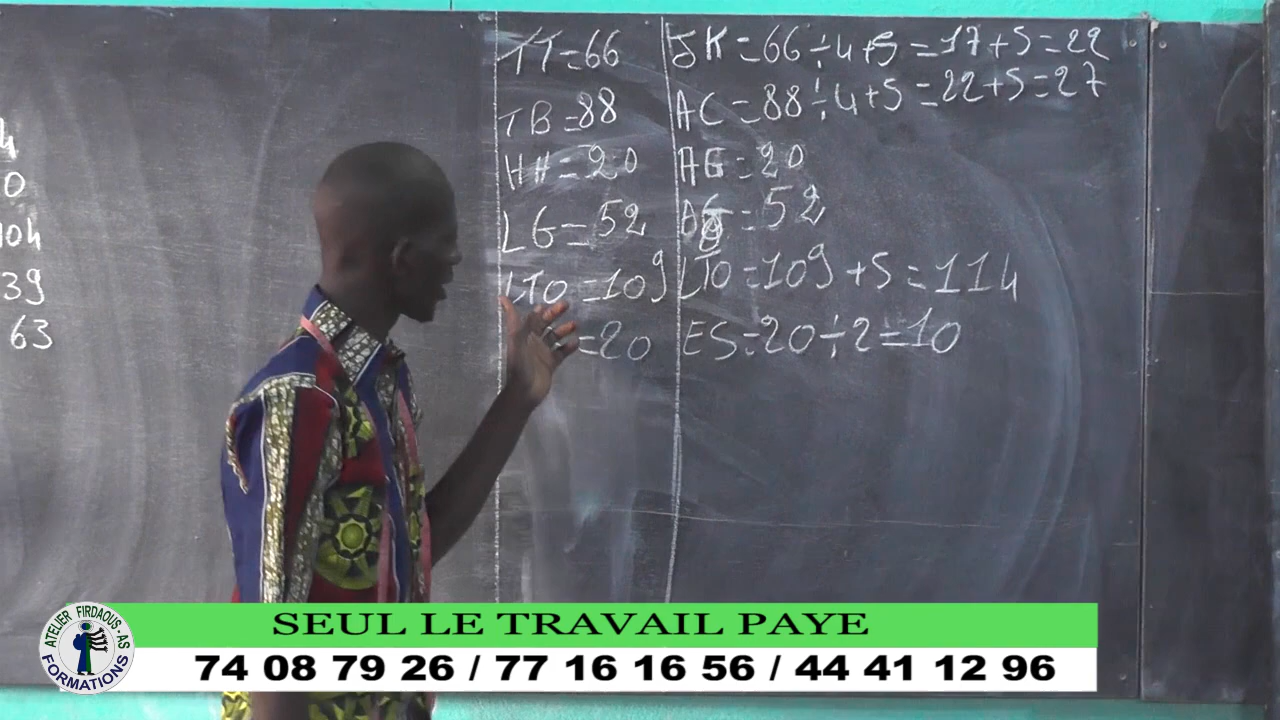 4
0
104
39
63
TT=66
TB=88
HH=20
LG=52
LTO=109
=20
JK=66÷4+5=17+5=22
AC=88÷4+5=22+5=27
AG=20
=52
LTO=109+5=114
ES=20÷2=10
ATELIER FIRDAOUS-AS
FORMATIONS
SEUL LE TRAVAIL PAYE
74 08 79 26 / 77 16 16 56 / 44 41 12 96